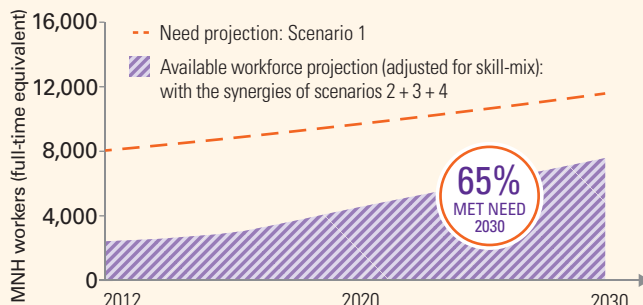 MNH workers (full-time equivalent)
16,000
12,000
8,000
4,000
0
Need projection: Scenario 1
Available workforce projection (adjusted for skill-mix):
with the synergies of scenarios 2 + 3 + 4
65%
MET NEED
2030
2012
2020
2030